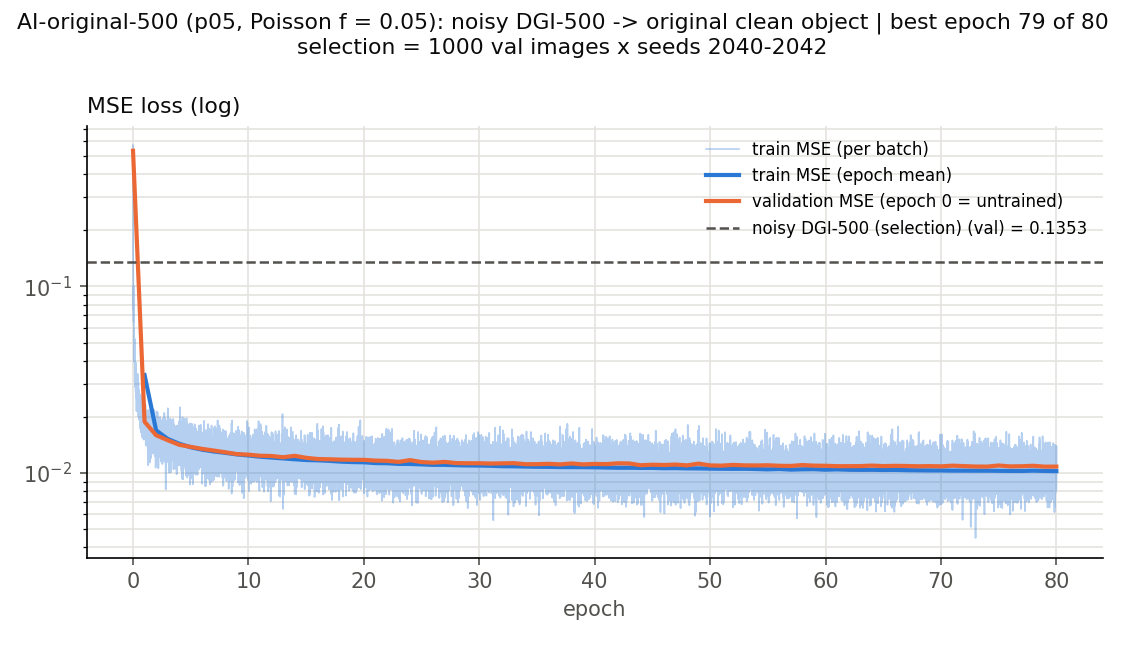 AI-original-500 (p05, Poisson f = 0.05): noisy DGI-500 -> original clean object | best epoch 79 of 80
selection = 1000 val images x seeds 2040-2042
MSE loss (log)
train MSE (per batch)
train MSE (epoch mean)
validation MSE (epoch 0 = untrained)
noisy DGI-500 (selection) (val) = 0.1353
10⁻¹
10⁻²
0 10 20 30 40 50 60 70 80
epoch